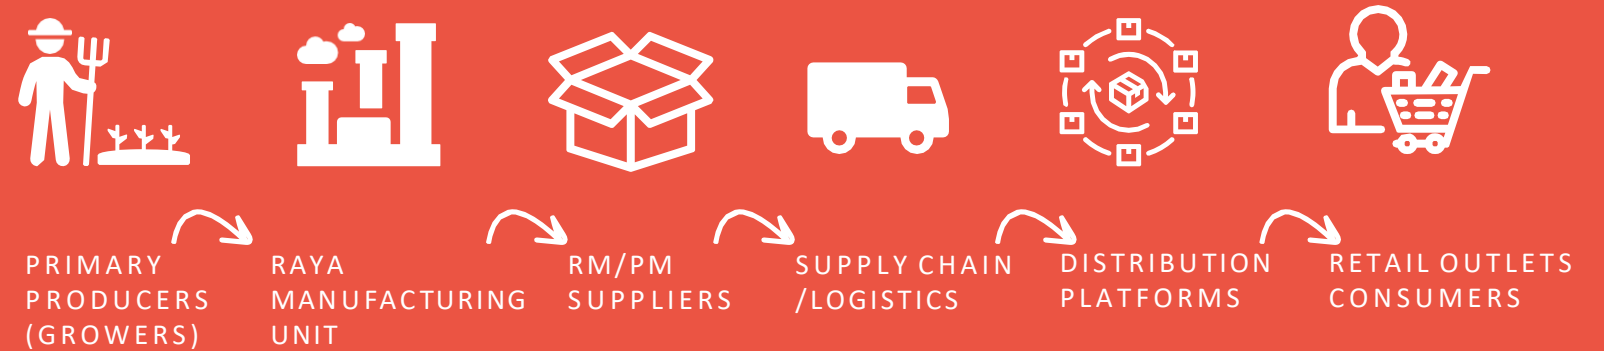 PRIMARY
PRODUCERS
(GROWERS)
RAYA
MANUFACTURING
UNIT
RM/PM
SUPPLIERS
SUPPLY CHAIN
/LOGISTICS
DISTRIBUTION
PLATFORMS
RETAIL OUTLETS
CONSUMERS